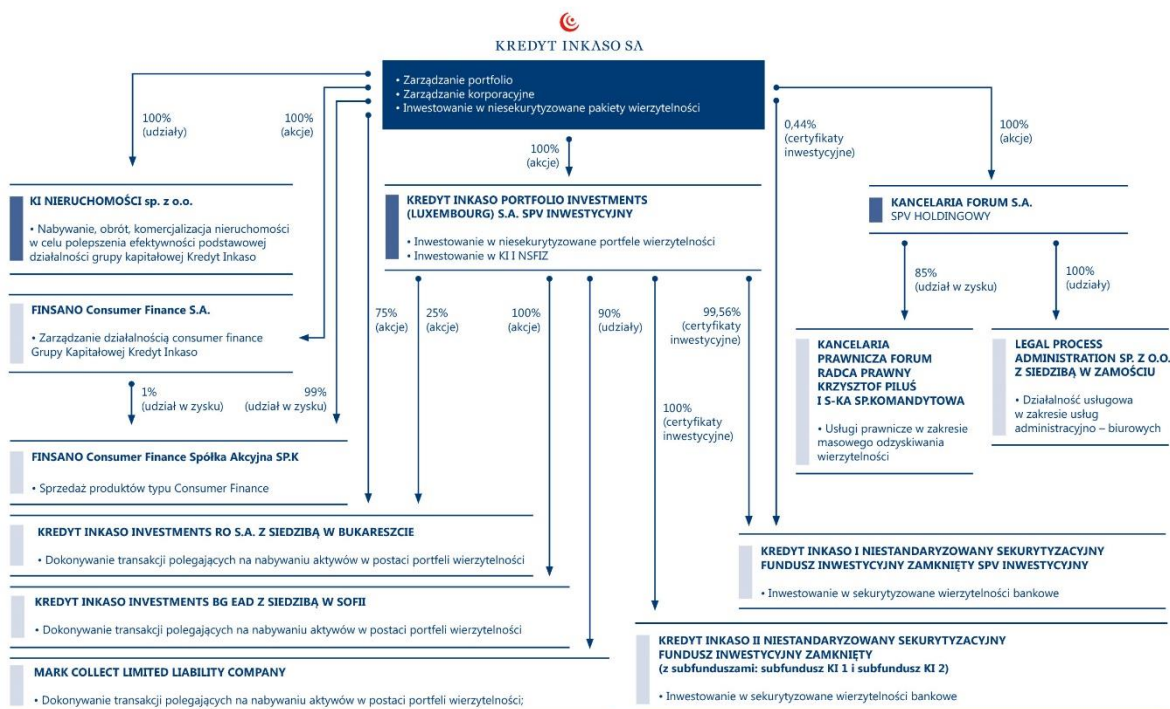 KREDYT INKASO SA
• Zarządzanie portfolio
• Zarządzanie korporacyjne
• Inwestowanie w niesekurytyzowane pakiety wierzytelności
100%
(udziały)
100%
(akcje)
100%
(akcje)
0,44%
(certyfikaty
inwestycyjne)
100%
(akcje)
KI NIERUCHOMOŚCI sp. z o.o.
• Nabywanie, obrót, komercjalizacja nieruchomości
w celu polepszenia efektywności podstawowej
działalności grupy kapitałowej Kredyt Inkaso
KREDYT INKASO PORTFOLIO INVESTMENTS
(LUXEMBOURG) S.A. SPV INWESTYCYJNY
• Inwestowanie w niesekurytyzowane portfele wierzytelności
• Inwestowanie w KI I NSFIZ
KANCELARIA FORUM S.A.
SPV HOLDINGOWY
85%
(udział w zysku)
100%
(udziały)
FINSANO Consumer Finance S.A.
• Zarządzanie działalnością consumer finance
Grupy Kapitałowej Kredyt Inkaso
75%
(akcje)
25%
(akcje)
100%
(akcje)
90%
(udziały)
99,56%
(certyfikaty
inwestycyjne)
100%
(certyfikaty
inwestycyjne)
KANCELARIA
PRAWNICZA FORUM
RADCA PRAWNY
KRZYSZTOF PILUŚ
I S-KA SP.KOMANDYTOWA
• Usługi prawnicze w zakresie
masowego odzyskiwania
wierzytelności
LEGAL PROCESS
ADMINISTRATION SP. Z O.O.
Z SIEDZIBĄ W ZAMOŚCIU
• Działalność usługowa
w zakresie usług
administracyjno – biurowych
1%
(udział w zysku)
99%
(udział w zysku)
FINSANO Consumer Finance Spółka Akcyjna SP.K
• Sprzedaż produktów typu Consumer Finance
KREDYT INKASO INVESTMENTS RO S.A. Z SIEDZIBĄ W BUKARESZCIE
• Dokonywanie transakcji polegających na nabywaniu aktywów w postaci portfeli wierzytelności
KREDYT INKASO I NIESTANDARYZOWANY SEKURYTYZACYJNY
FUNDUSZ INWESTYCYJNY ZAMKNIĘTY SPV INWESTYCYJNY
• Inwestowanie w sekurytyzowane wierzytelności bankowe
KREDYT INKASO INVESTMENTS BG EAD Z SIEDZIBĄ W SOFII
• Dokonywanie transakcji polegających na nabywaniu aktywów w postaci portfeli wierzytelności
KREDYT INKASO II NIESTANDARYZOWANY SEKURYTYZACYJNY
FUNDUSZ INWESTYCYJNY ZAMKNIĘTY
(z subfunduszami: subfundusz KI 1 i subfundusz KI 2)
• Inwestowanie w sekurytyzowane wierzytelności bankowe
MARK COLLECT LIMITED LIABILITY COMPANY
• Dokonywanie transakcji polegających na nabywaniu aktywów w postaci portfeli wierzytelności;